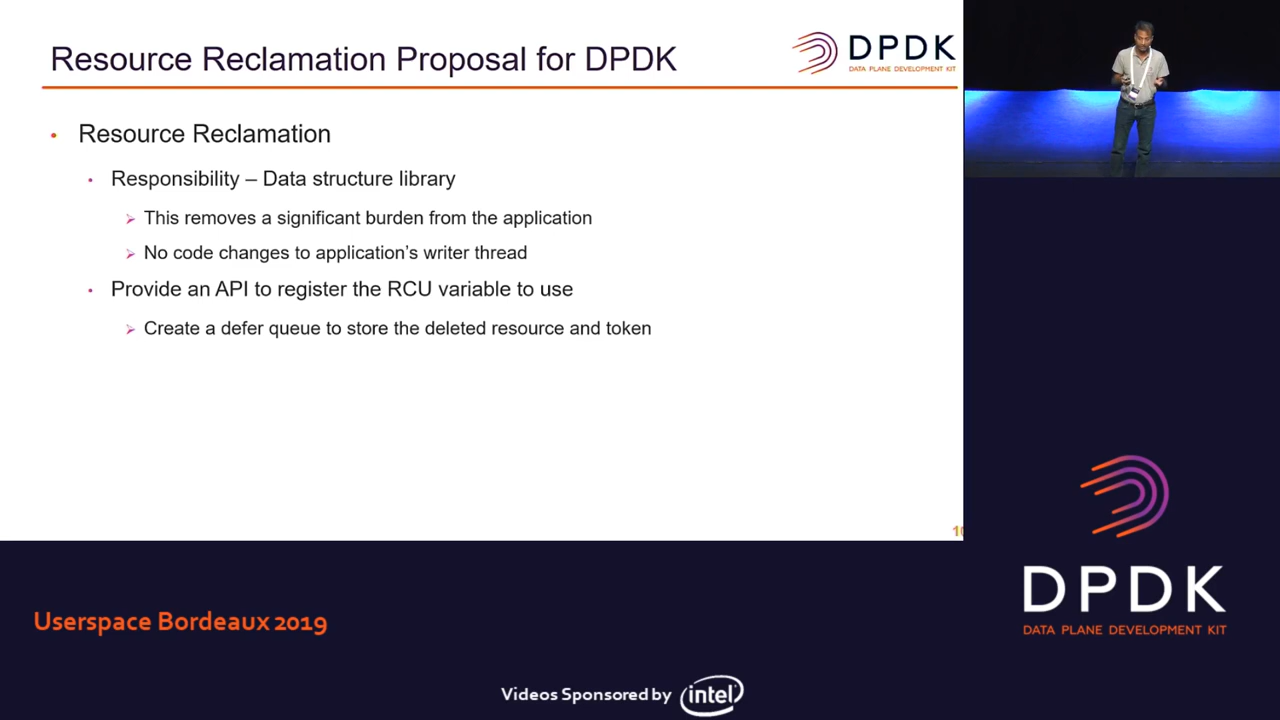 Resource Reclamation Proposal for DPDK
DPDK
DATA PLANE DEVELOPMENT KIT
• Resource Reclamation
• Responsibility – Data structure library
➢ This removes a significant burden from the application
➢ No code changes to application's writer thread
• Provide an API to register the RCU variable to use
➢ Create a defer queue to store the deleted resource and token
DPDK
DATA PLANE DEVELOPMENT KIT
Userspace Bordeaux 2019
Videos Sponsored by intel